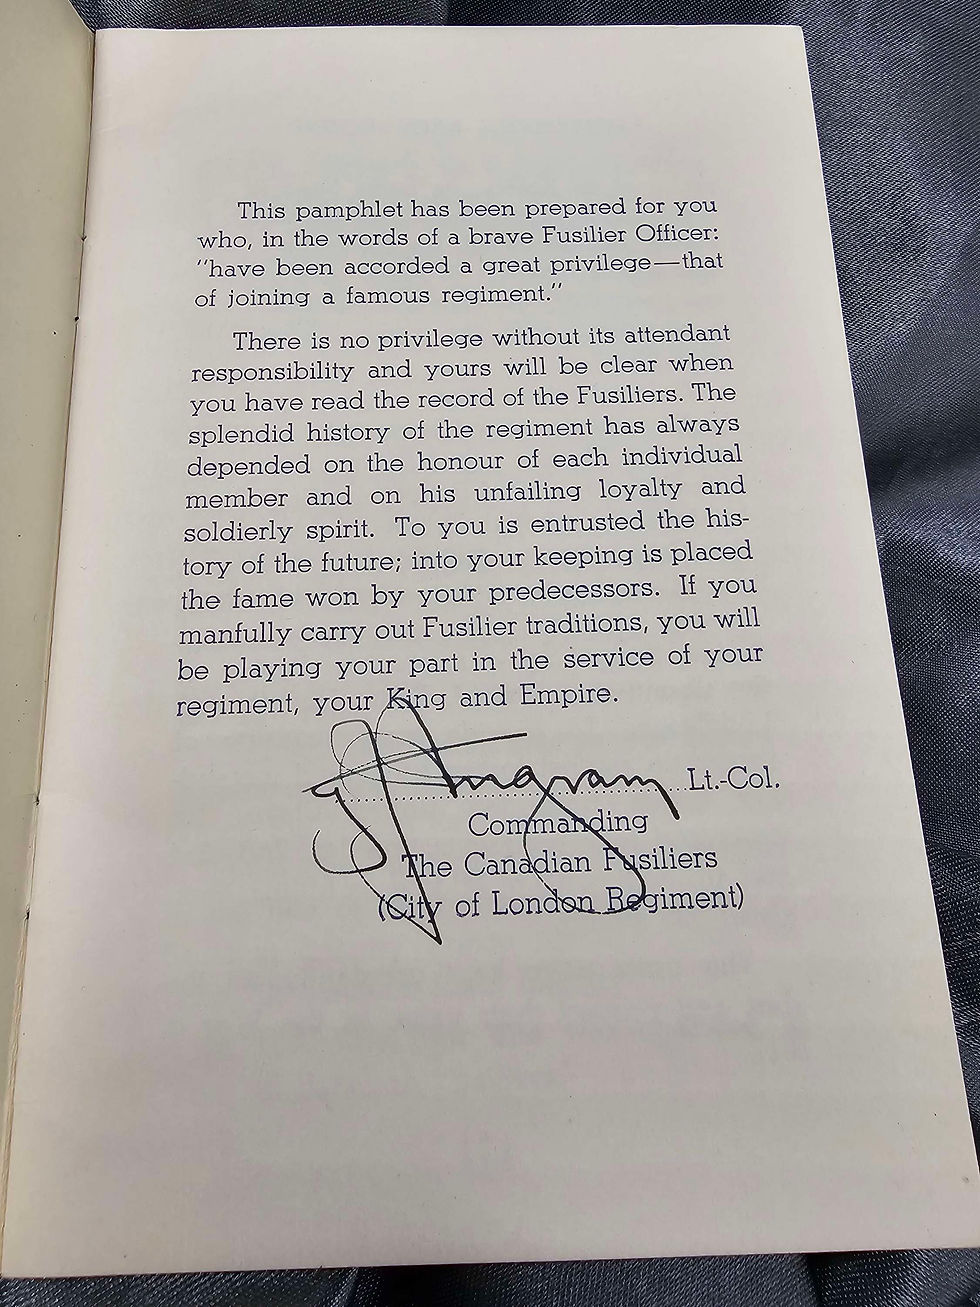 This pamphlet has been prepared for you
who, in the words of a brave Fusilier Officer:
"have been accorded a great privilege—that
of joining a famous regiment."
There is no privilege without its attendant
responsibility and yours will be clear when
you have read the record of the Fusiliers. The
splendid history of the regiment has always
depended on the honour of each individual
member and on his unfailing loyalty and
soldierly spirit. To you is entrusted the his-
tory of the future; into your keeping is placed
the fame won by your predecessors. If you
manfully carry out Fusilier traditions, you will
be playing your part in the service of your
regiment, your King and Empire.
Ingram Lt.-Col.
Commanding
The Canadian Fusiliers
(City of London Regiment)